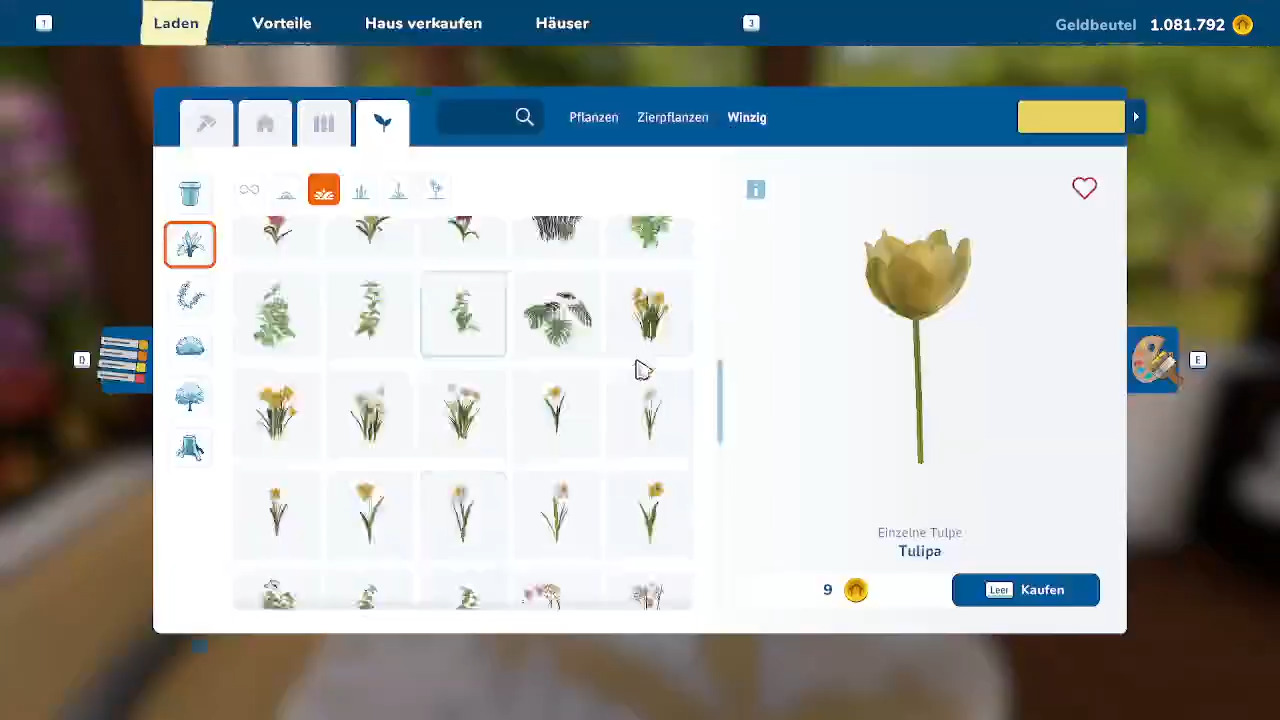 1 Laden Vorteile Haus verkaufen Häuser 3 Geldbeutel 1.081.792
Pflanzen Zierpflanzen Winzig
i
D
E
Einzelne Tulpe
Tulipa
9 Leer Kaufen